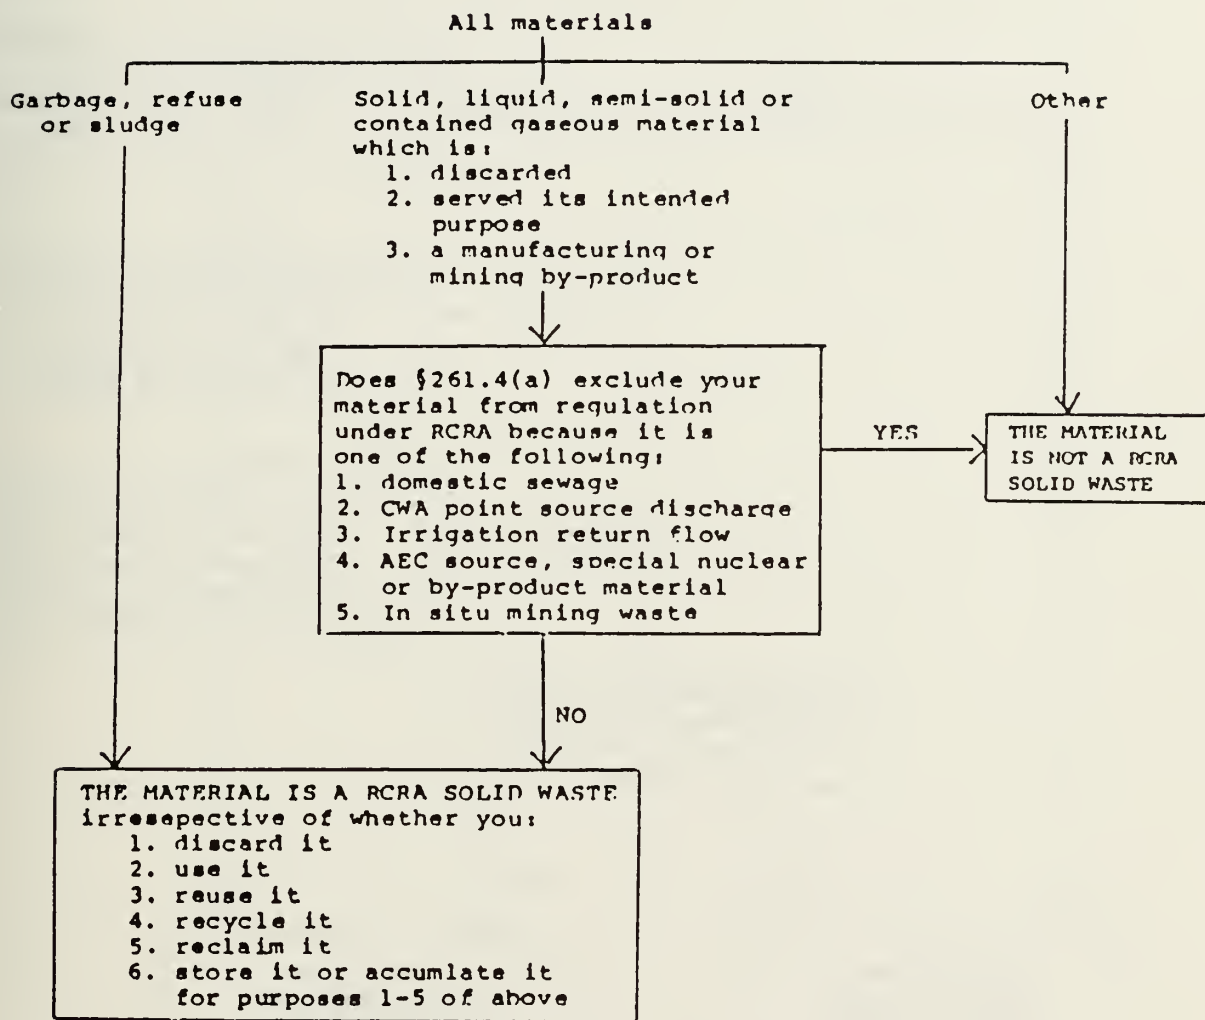 All materials
Garbage, refuse
or sludge
Solid, liquid, semi-solid or
contained gaseous material
which is:
1. discarded
2. served its intended
purpose
3. a manufacturing or
mining by-product
Other
Does §261.4(a) exclude your
material from regulation
under RCRA because it is
one of the following:
1. domestic sewage
2. CWA point source discharge
3. Irrigation return flow
4. AEC source, special nuclear
or by-product material
5. In situ mining waste
YES
THE MATERIAL
IS NOT A RCRA
SOLID WASTE
NO
THE MATERIAL IS A RCRA SOLID WASTE
irresepective of whether you:
1. discard it
2. use it
3. reuse it
4. recycle it
5. reclaim it
6. store it or accumlate it
for purposes 1-5 of above